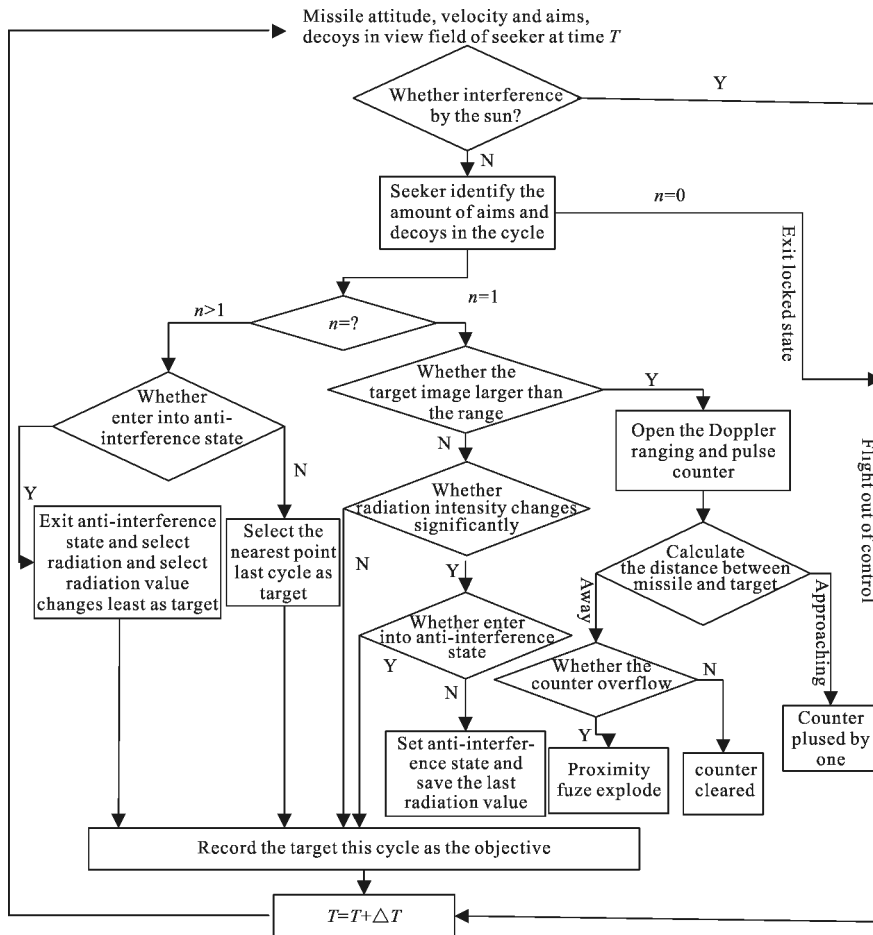 Missile attitude, velocity and aims,
decoys in view field of seeker at time T
Y
Whether interference
by the sun?
N
Seeker identify the
amount of aims and
decoys in the cycle
n=0
Exit locked state
n=1
n>1
n=?
Whether the
target image larger than
the range
Y
Whether
enter into anti-
interference state
N
Open the Doppler
ranging and pulse
counter
Flight out of control
N
Y
Whether
radiation intensity changes
significantly
Exit anti-interference
state and select
radiation and select
radiation value
changes least as target
Select the
nearest point
last cycle as
target
N
Y
Calculate
the distance between
missile and target
Away
Approaching
Whether enter
into anti-interference
state
Y
N
Whether the
counter overflow
N
Y
Set anti-interfer-
ence state and
save the last
radiation value
Proximity
fuze explode
counter
cleared
Counter
plused by
one
Record the target this cycle as the objective
T=T+△T